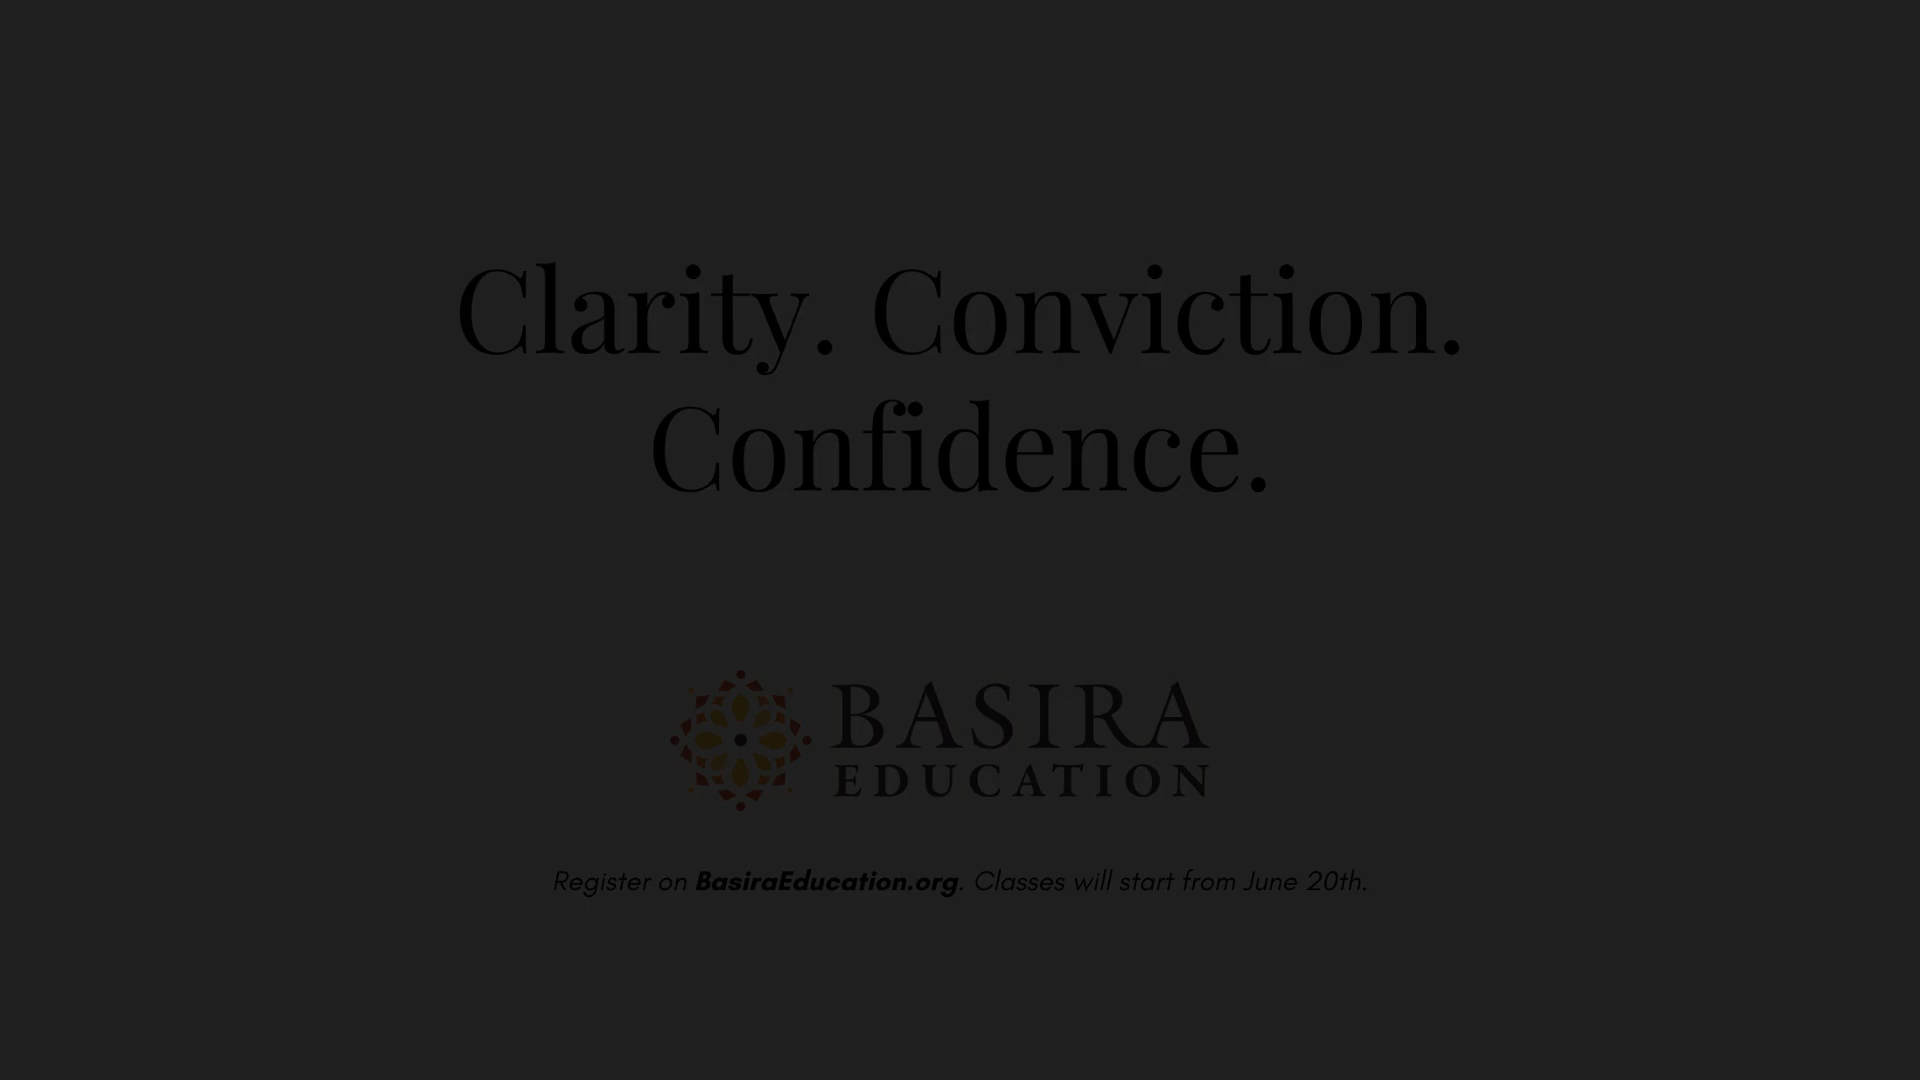 Clarity. Conviction.
Confidence.
BASIRA
EDUCATION
Register on BasiraEducation.org. Classes will start from June 20th.